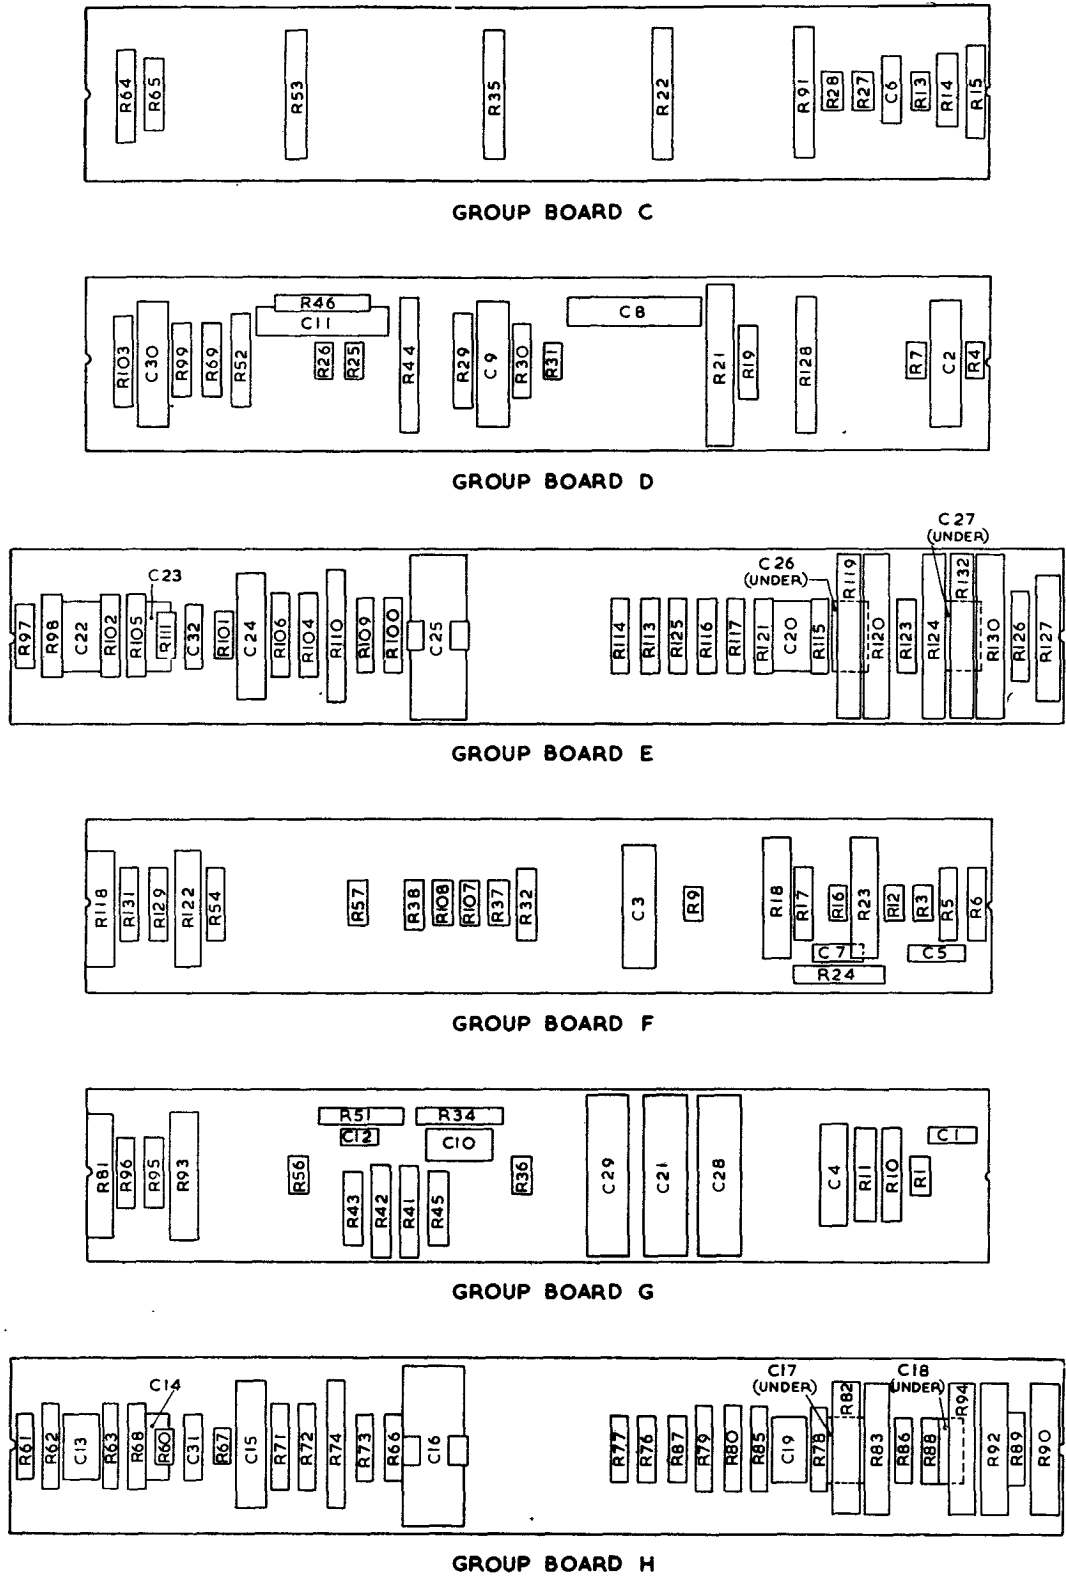 R64 R65 R53 R35 R22 R91 R28 R27 C6 R13 R14 R15
GROUP BOARD C
R103 C30 R99 R69 R52 R46 C11 R26 R25 R44 R29 C9 R30 R31 C8 R21 R19 R128 R7 C2 R4
GROUP BOARD D
C27
(UNDER)
C26
(UNDER)
C23
R97 R98 C22 R102 R105 R111 C32 R101 C24 R106 R104 R110 R109 R100 C25 R114 R113 R125 R116 R117 R121 C20 R115 R119 R120 R123 R124 R132 R130 R126 R127
GROUP BOARD E
R118 R131 R129 R122 R54 R57 R38 R108 R107 R37 R32 C3 R9 R18 R17 R16 R23 R12 R3 R5 R6
C7 C5
R24
GROUP BOARD F
R51 R34
C12 C10 C1
R81 R96 R95 R93 R56 R43 R42 R41 R45 R36 C29 C21 C28 C4 R11 R10 R1
GROUP BOARD G
C17
(UNDER)
C18
(UNDER)
C14
R61 R62 C13 R63 R68 R60 C31 R67 C15 R71 R72 R74 R73 R66 C16 R77 R76 R87 R79 R80 R85 C19 R78 R82 R83 R86 R88 R94 R92 R89 R90
GROUP BOARD H